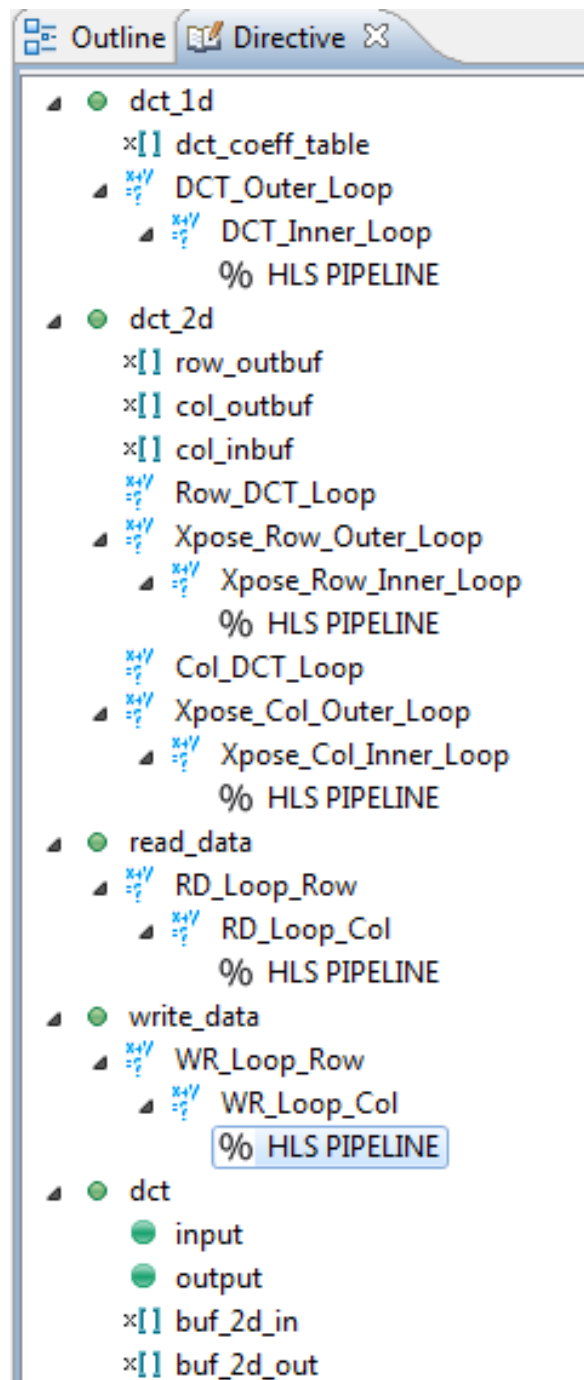 Outline Directive
dct_1d
x[] dct_coeff_table
DCT_Outer_Loop
DCT_Inner_Loop
% HLS PIPELINE
dct_2d
x[] row_outbuf
x[] col_outbuf
x[] col_inbuf
Row_DCT_Loop
Xpose_Row_Outer_Loop
Xpose_Row_Inner_Loop
% HLS PIPELINE
Col_DCT_Loop
Xpose_Col_Outer_Loop
Xpose_Col_Inner_Loop
% HLS PIPELINE
read_data
RD_Loop_Row
RD_Loop_Col
% HLS PIPELINE
write_data
WR_Loop_Row
WR_Loop_Col
% HLS PIPELINE
dct
input
output
x[] buf_2d_in
x[] buf_2d_out